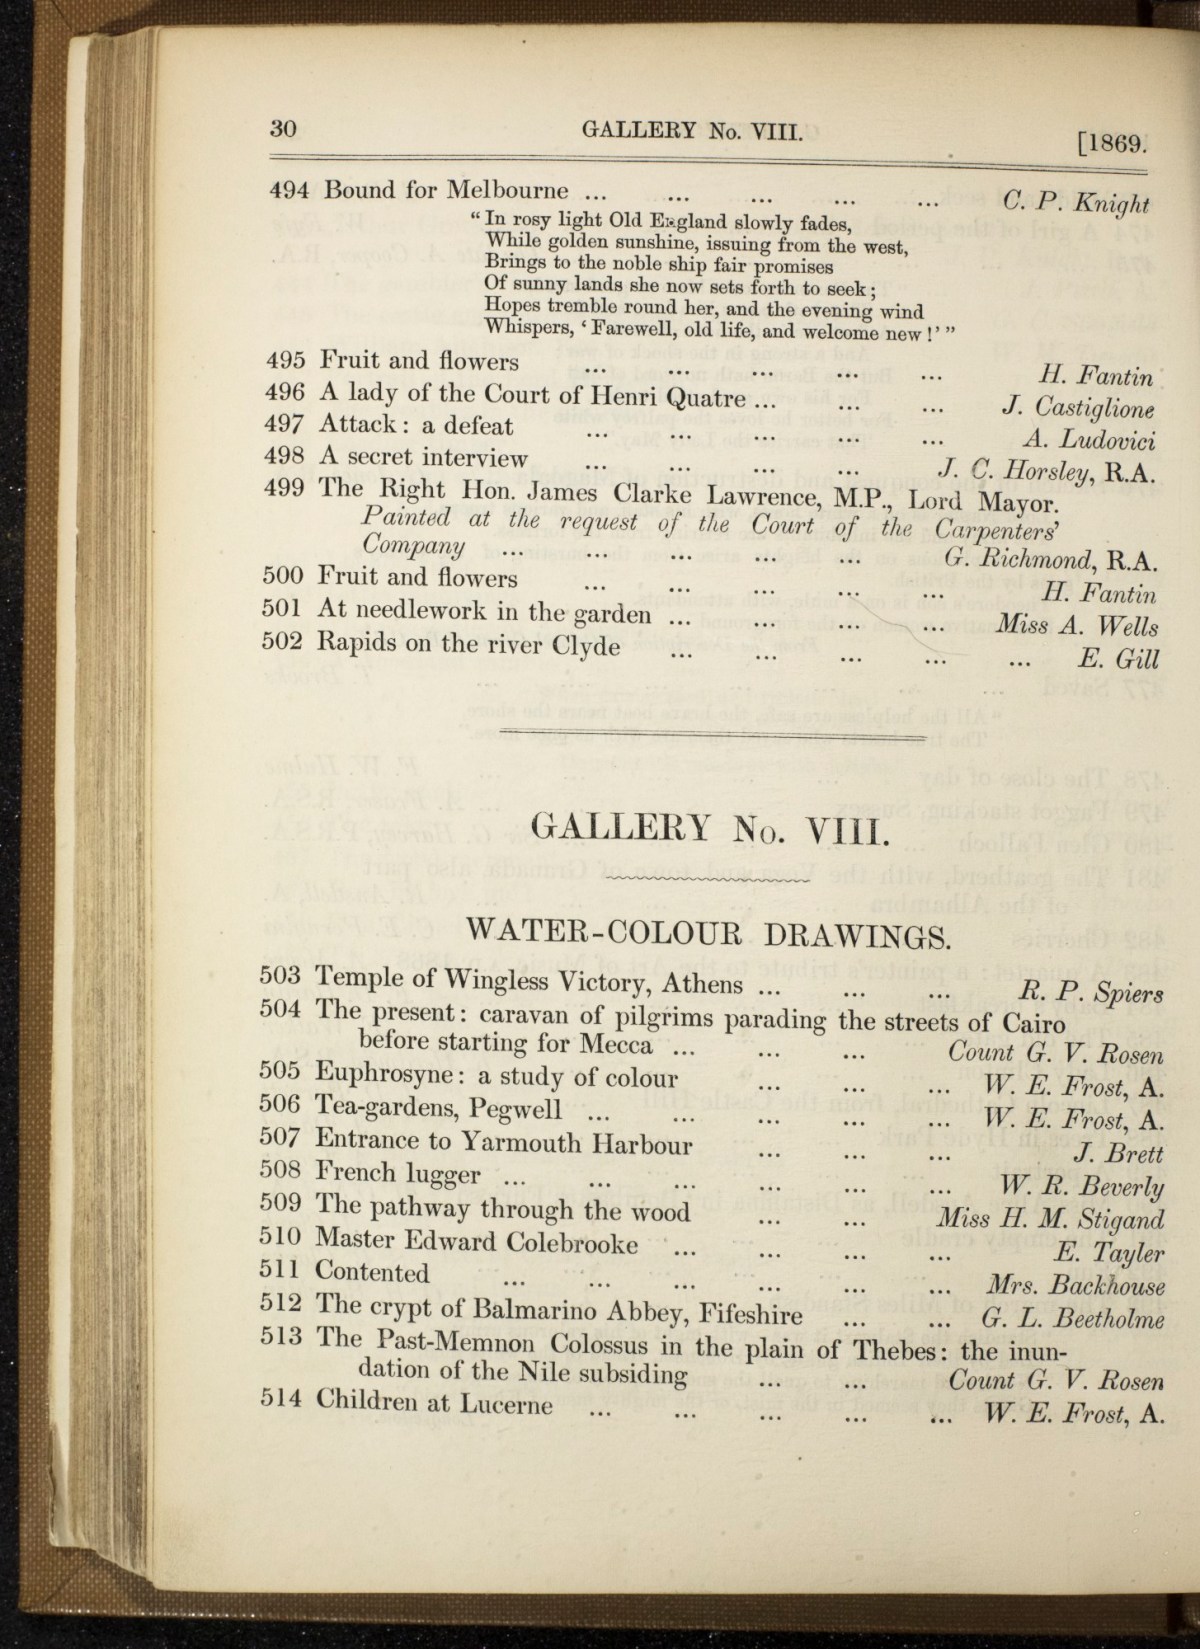 30 GALLERY No. VIII. [1869.
494 Bound for Melbourne ... ... ... ... ... C. P. Knight
“In rosy light Old England slowly fades,
While golden sunshine, issuing from the west,
Brings to the noble ship fair promises
Of sunny lands she now sets forth to seek;
Hopes tremble round her, and the evening wind
Whispers, ‘Farewell, old life, and welcome new!’”
495 Fruit and flowers ... ... ... ... ... H. Fantin
496 A lady of the Court of Henri Quatre ... ... ... J. Castiglione
497 Attack: a defeat ... ... ... ... ... A. Ludovici
498 A secret interview ... ... ... ... J. C. Horsley, R.A.
499 The Right Hon. James Clarke Lawrence, M.P., Lord Mayor.
Painted at the request of the Court of the Carpenters’
Company ... ... ... ... ... G. Richmond, R.A.
500 Fruit and flowers ... ... ... ... ... H. Fantin
501 At needlework in the garden ... ... ... ... Miss A. Wells
502 Rapids on the river Clyde ... ... ... ... ... E. Gill
GALLERY No. VIII.
WATER-COLOUR DRAWINGS.
503 Temple of Wingless Victory, Athens ... ... ... R. P. Spiers
504 The present: caravan of pilgrims parading the streets of Cairo
before starting for Mecca ... ... ... Count G. V. Rosen
505 Euphrosyne: a study of colour ... ... ... W. E. Frost, A.
506 Tea-gardens, Pegwell ... ... ... ... ... W. E. Frost, A.
507 Entrance to Yarmouth Harbour ... ... ... J. Brett
508 French lugger ... ... ... ... ... ... W. R. Beverly
509 The pathway through the wood ... ... Miss H. M. Stigand
510 Master Edward Colebrooke ... ... ... ... E. Tayler
511 Contented ... ... ... ... ... ... Mrs. Backhouse
512 The crypt of Balmarino Abbey, Fifeshire ... ... G. L. Beetholme
513 The Past-Memnon Colossus in the plain of Thebes: the inun-
dation of the Nile subsiding ... ... Count G. V. Rosen
514 Children at Lucerne ... ... ... ... ... W. E. Frost, A.